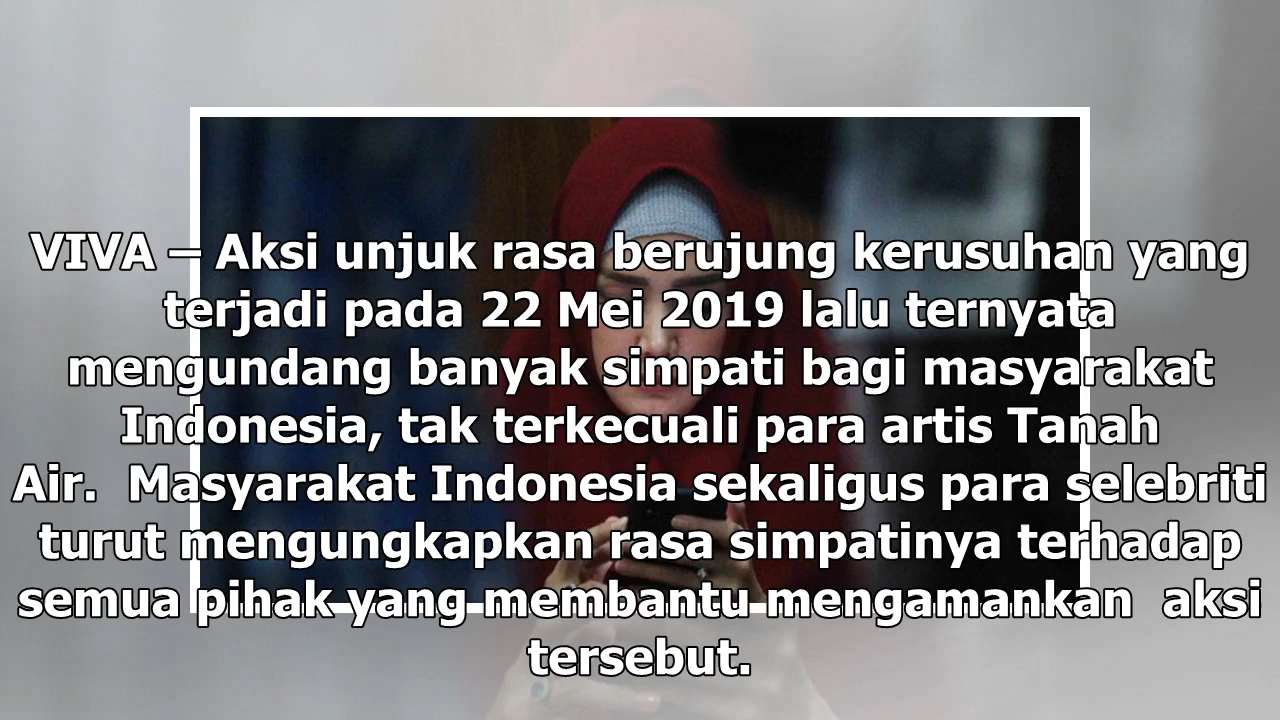 VIVA – Aksi unjuk rasa berujung kerusuhan yang
terjadi pada 22 Mei 2019 lalu ternyata
mengundang banyak simpati bagi masyarakat
Indonesia, tak terkecuali para artis Tanah
Air.  Masyarakat Indonesia sekaligus para selebriti
turut mengungkapkan rasa simpatinya terhadap
semua pihak yang membantu mengamankan  aksi
tersebut.